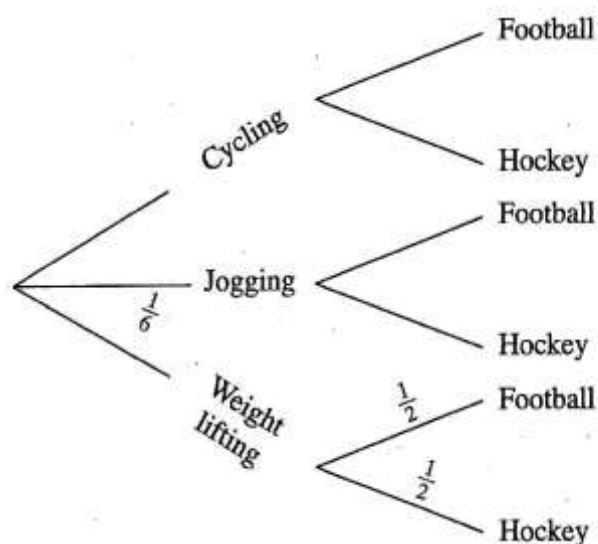 Football
Cycling
Hockey
Football
Jogging
1/6
Hockey
Weight
lifting
1/2
Football
1/2
Hockey